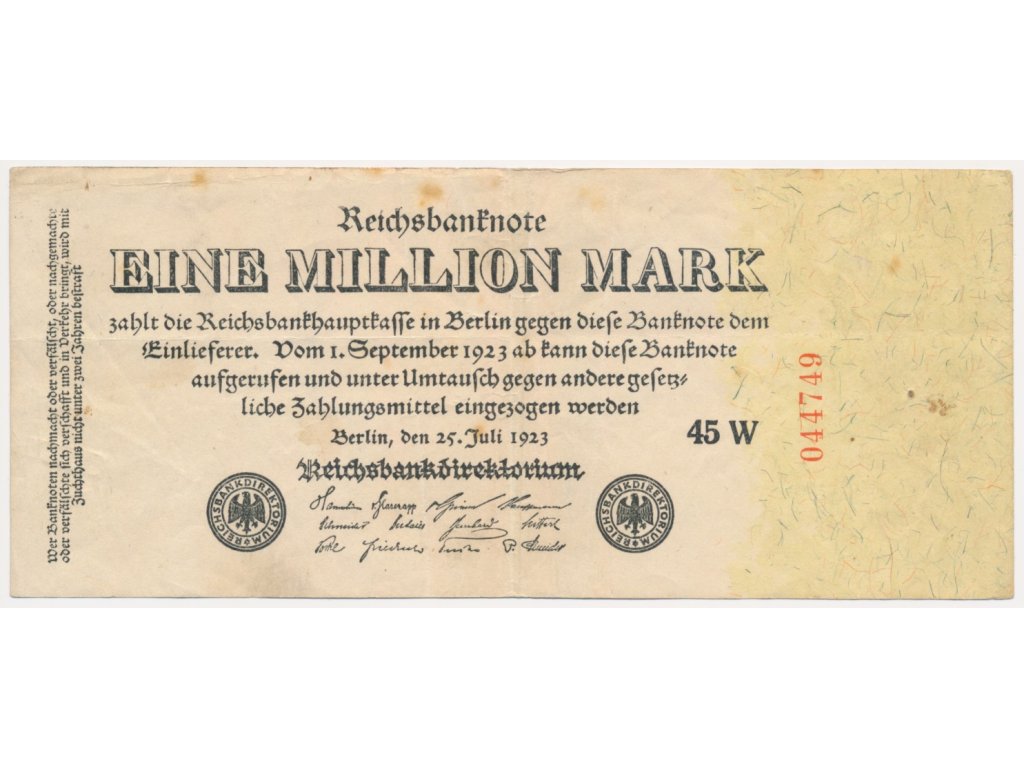 Reichsbanknote
EINE MILLION MARK
zahlt die Reichsbankhauptkasse in Berlin gegen diese Banknote dem
Einlieferer. Vom 1. September 1923 ab kann diese Banknote
aufgerufen und unter Umtausch gegen andere gesetz-
liche Zahlungsmittel eingezogen werden
Berlin, den 25. Juli 1923
45 W
Reichsbankdirektorium
REICHSBANKDIREKTORIUM
REICHSBANKDIREKTORIUM
044749
Wer Banknoten nachmacht oder verfälscht, oder nachgemachte
oder verfälschte sich verschafft und in Verkehr bringt, wird mit
Zuchthaus nicht unter zwei Jahren bestraft